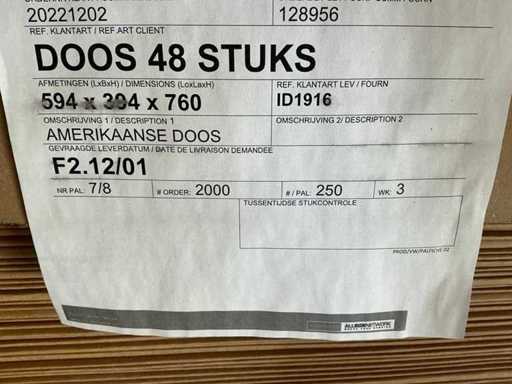 20221202 128956
REF. KLANTART / REF ART CLIENT
DOOS 48 STUKS
AFMETINGEN (LxBxH) / DIMENSIONS (LoxLaxH) REF. KLANTART LEV / FOURN
594 x 394 x 760 ID1916
OMSCHRIJVING 1 / DESCRIPTION 1 OMSCHRIJVING 2/ DESCRIPTION 2
AMERIKAANSE DOOS
GEVRAAGDE LEVERDATUM / DATE DE LIVRAISON DEMANDEE
F2.12/01
NR PAL: 7/8 # ORDER: 2000 # / PAL: 250 WK: 3
TUSSENTIJDSE STUKCONTROLE